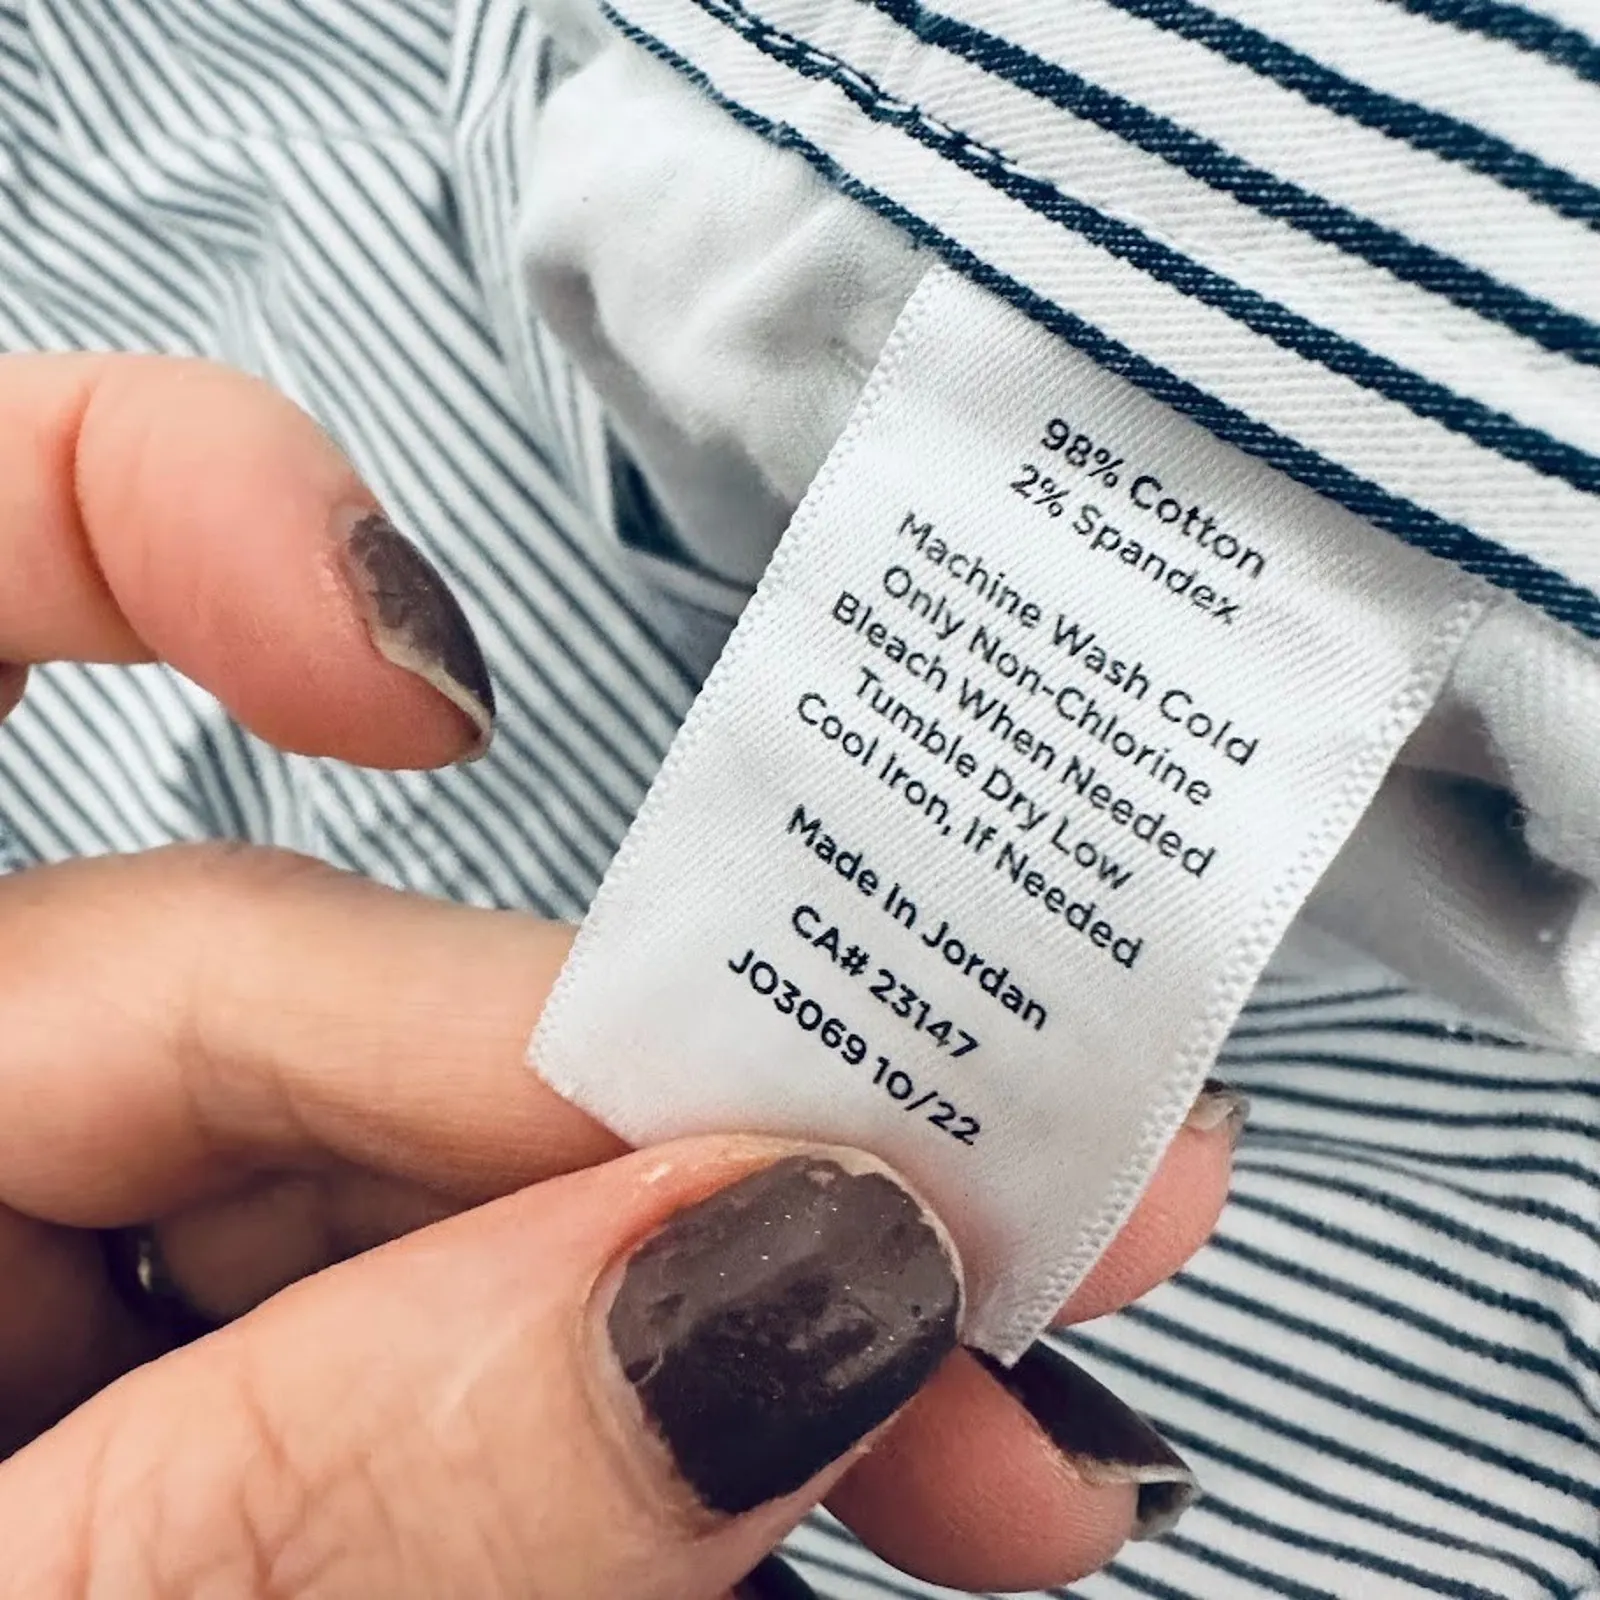 98% Cotton
2% Spandex
Machine Wash Cold
Only Non-Chlorine
Bleach When Needed
Tumble Dry Low
Cool Iron, If Needed
Made In Jordan
CA# 23147
JO3069 10/22